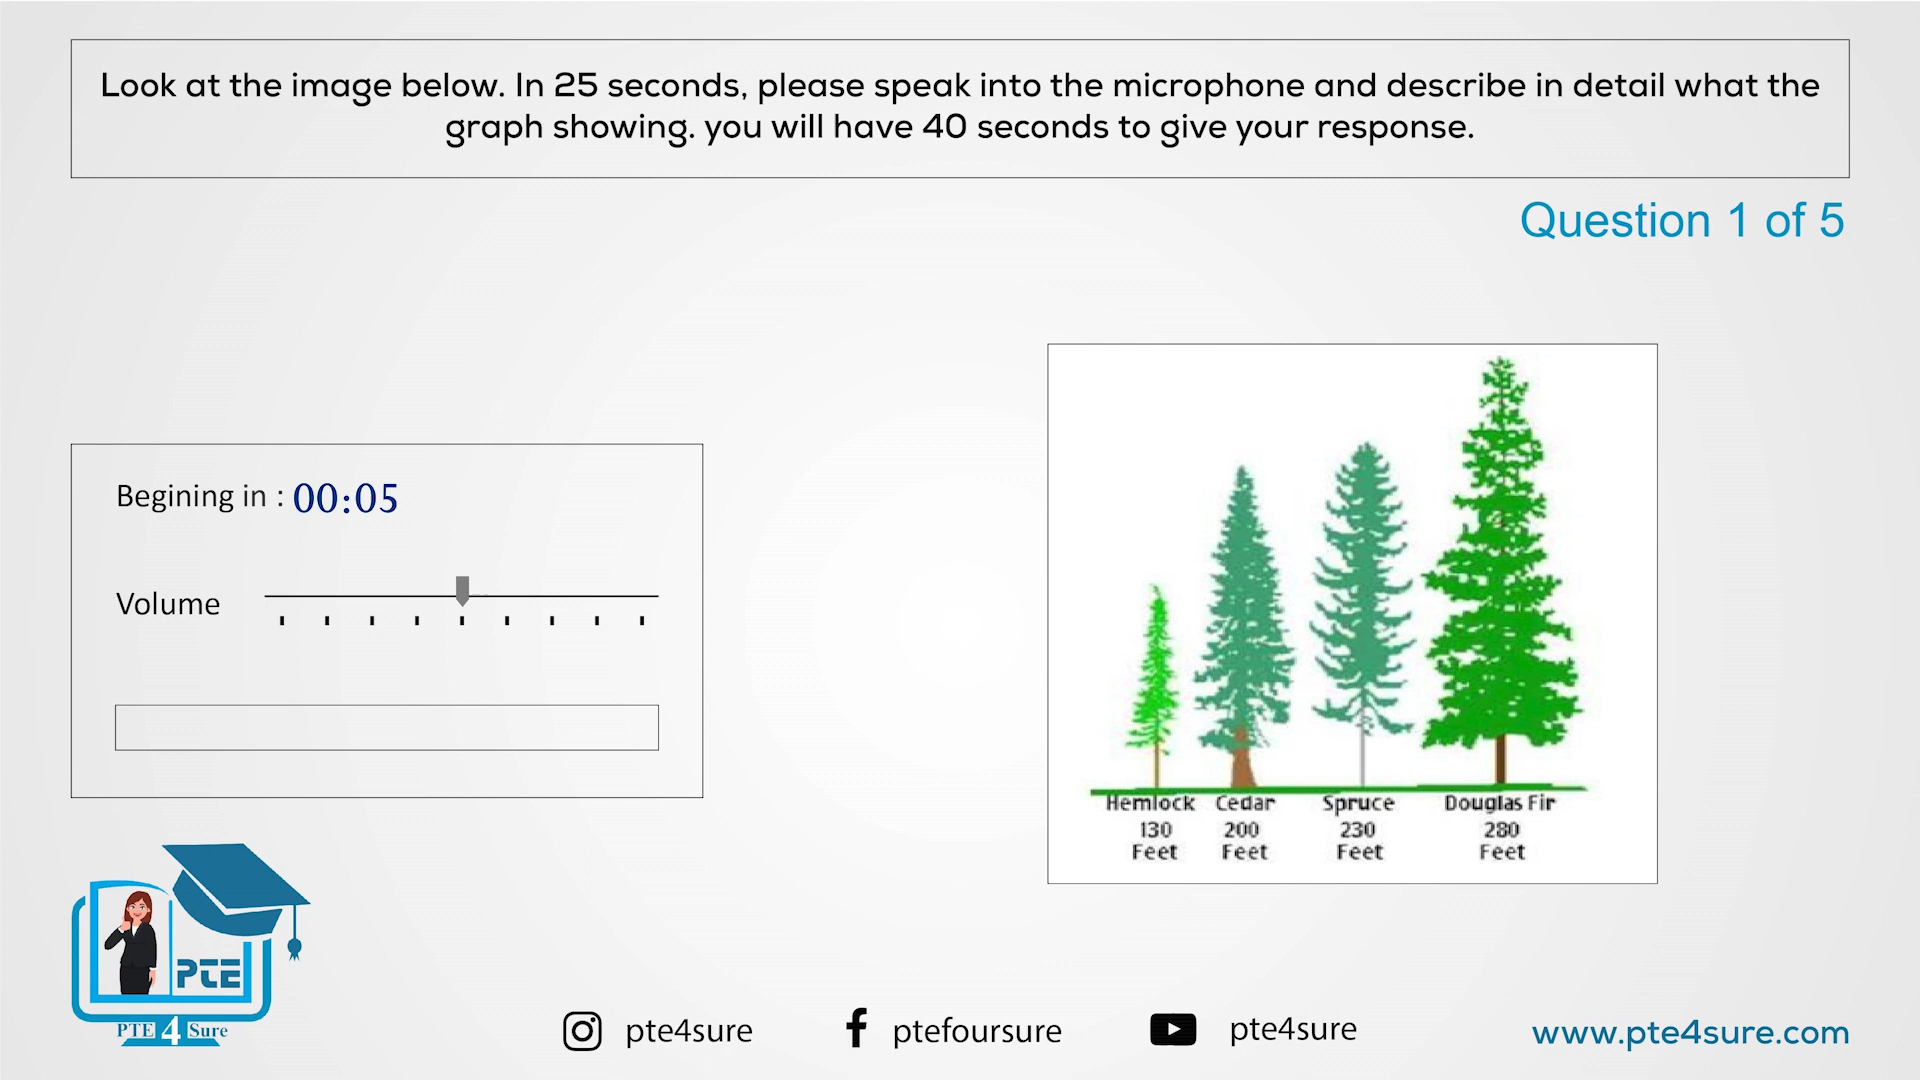 Look at the image below. In 25 seconds, please speak into the microphone and describe in detail what the
graph showing. you will have 40 seconds to give your response.
Question 1 of 5
Begining in : 00:05
Volume
Hemlock Cedar Spruce Douglas Fir
130 200 230 280
Feet Feet Feet Feet
PTE
PTE 4 Sure
pte4sure ptefoursure pte4sure www.pte4sure.com